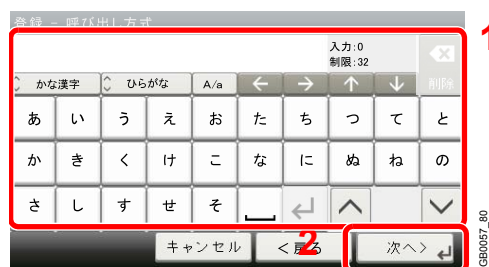 登録 - 呼び出し方式
1
入力:0
制限:32
かな漢字 ひらがな A/a ← → ↑ ↓ 削除
あ い う え お た ち つ て と
か き く け こ な に ぬ ね の
さ し す せ そ
キャンセル <戻る 次へ>
2
GB0057_80